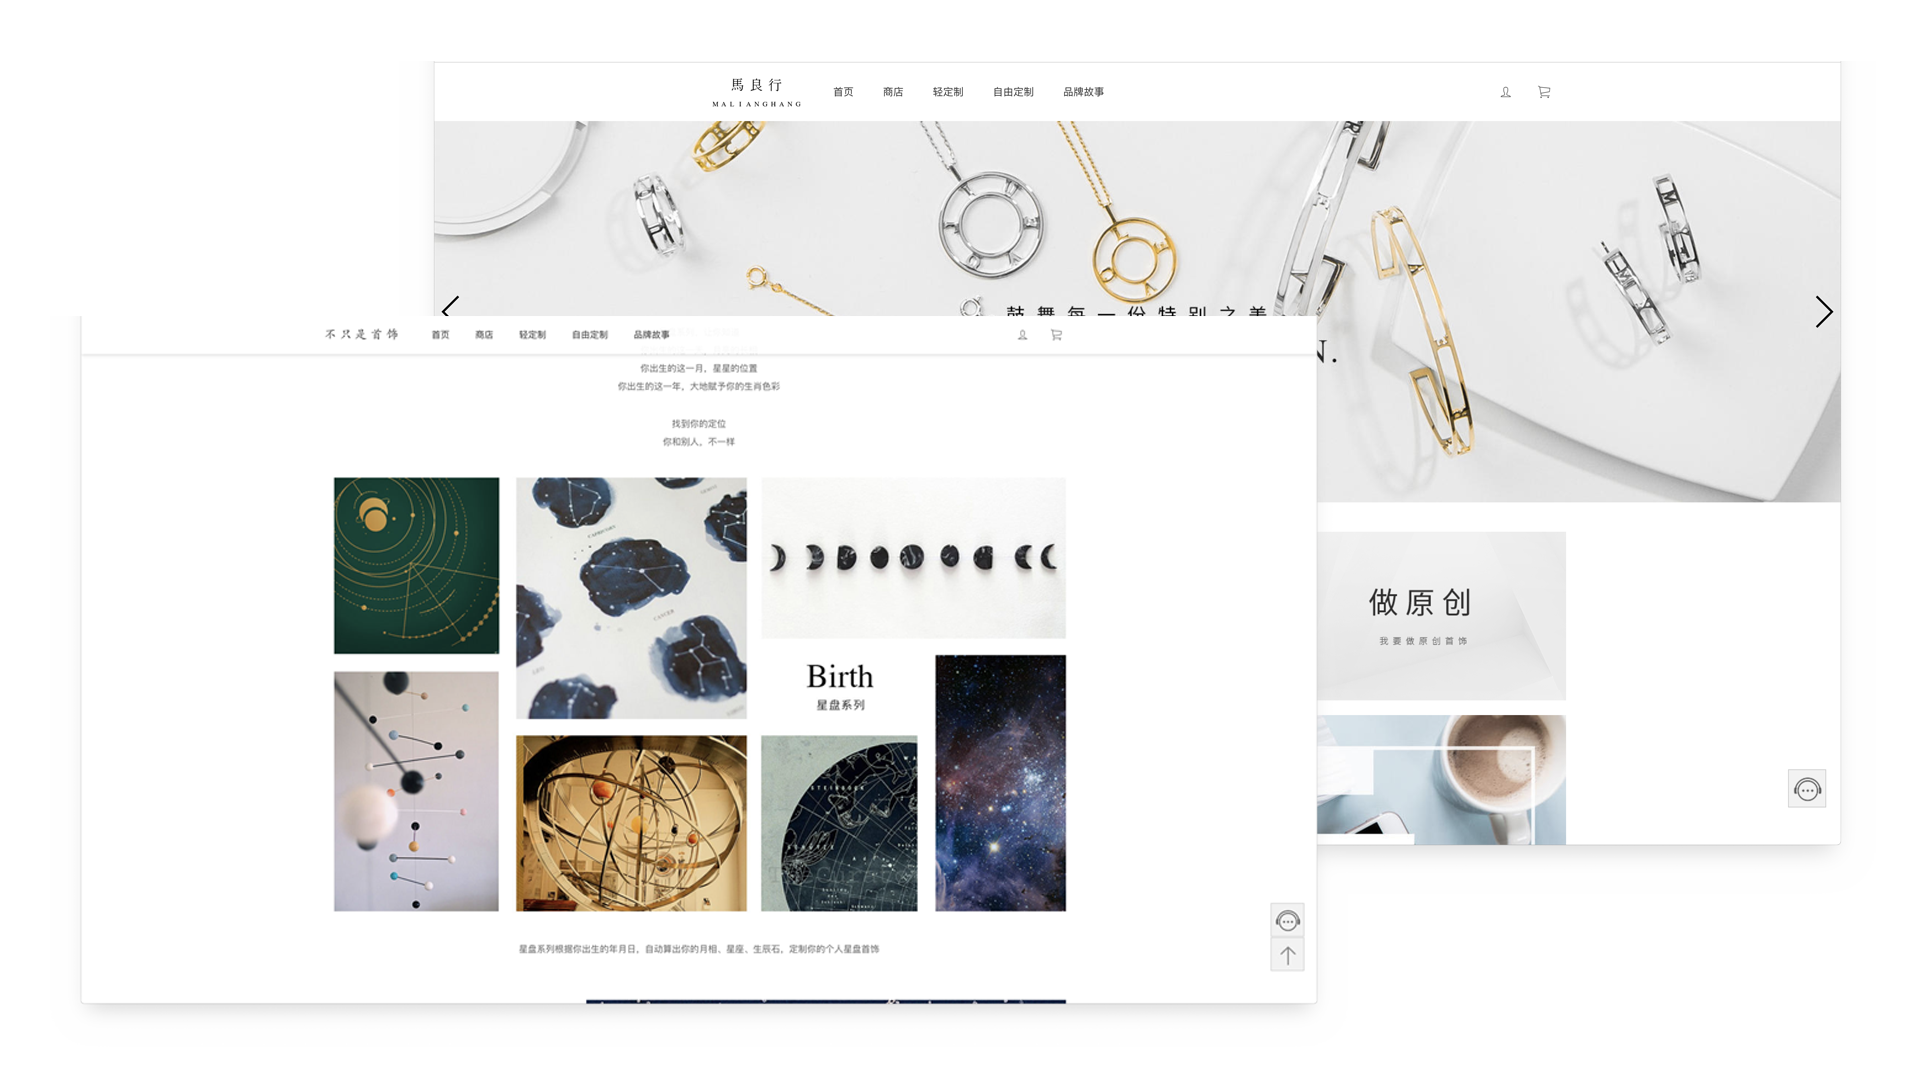 馬良行
MALIANGHANG
首页 商店 轻定制 自由定制 品牌故事
鼓舞每一份特别之美
N.
做原创
我要做原创首饰
不只是首饰 首页 商店 轻定制 自由定制 品牌故事
你出生的这一月，星星的位置
你出生的这一年，大地赋予你的生肖色彩
找到你的定位
你和别人，不一样
CAPRICORN
CANCER
Birth
星盘系列
STEINBOCK
星盘系列根据你出生的年月日，自动算出你的月相、星座、生辰石，定制你的个人星盘首饰